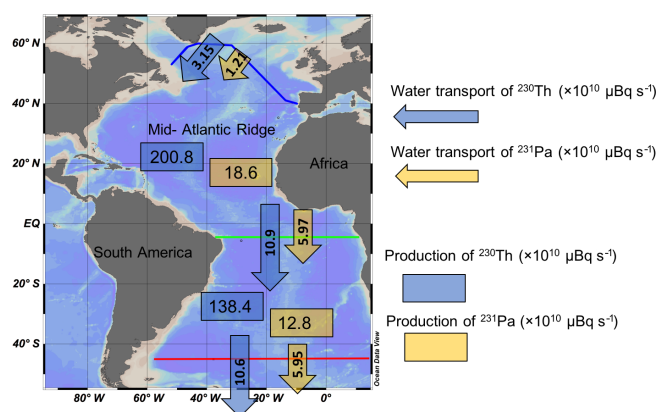 60° N
40° N
20° N
EQ
20° S
40° S
3.15
1.21
Mid- Atlantic Ridge
200.8
18.6
Africa
South America
10.9
5.97
138.4
12.8
10.6
5.95
80° W
60° W
40° W
20° W
0°
Ocean Data View
Water transport of ²³⁰Th (×10¹⁰ µBq s⁻¹)
Water transport of ²³¹Pa (×10¹⁰ µBq s⁻¹)
Production of ²³⁰Th (×10¹⁰ µBq s⁻¹)
Production of ²³¹Pa (×10¹⁰ µBq s⁻¹)